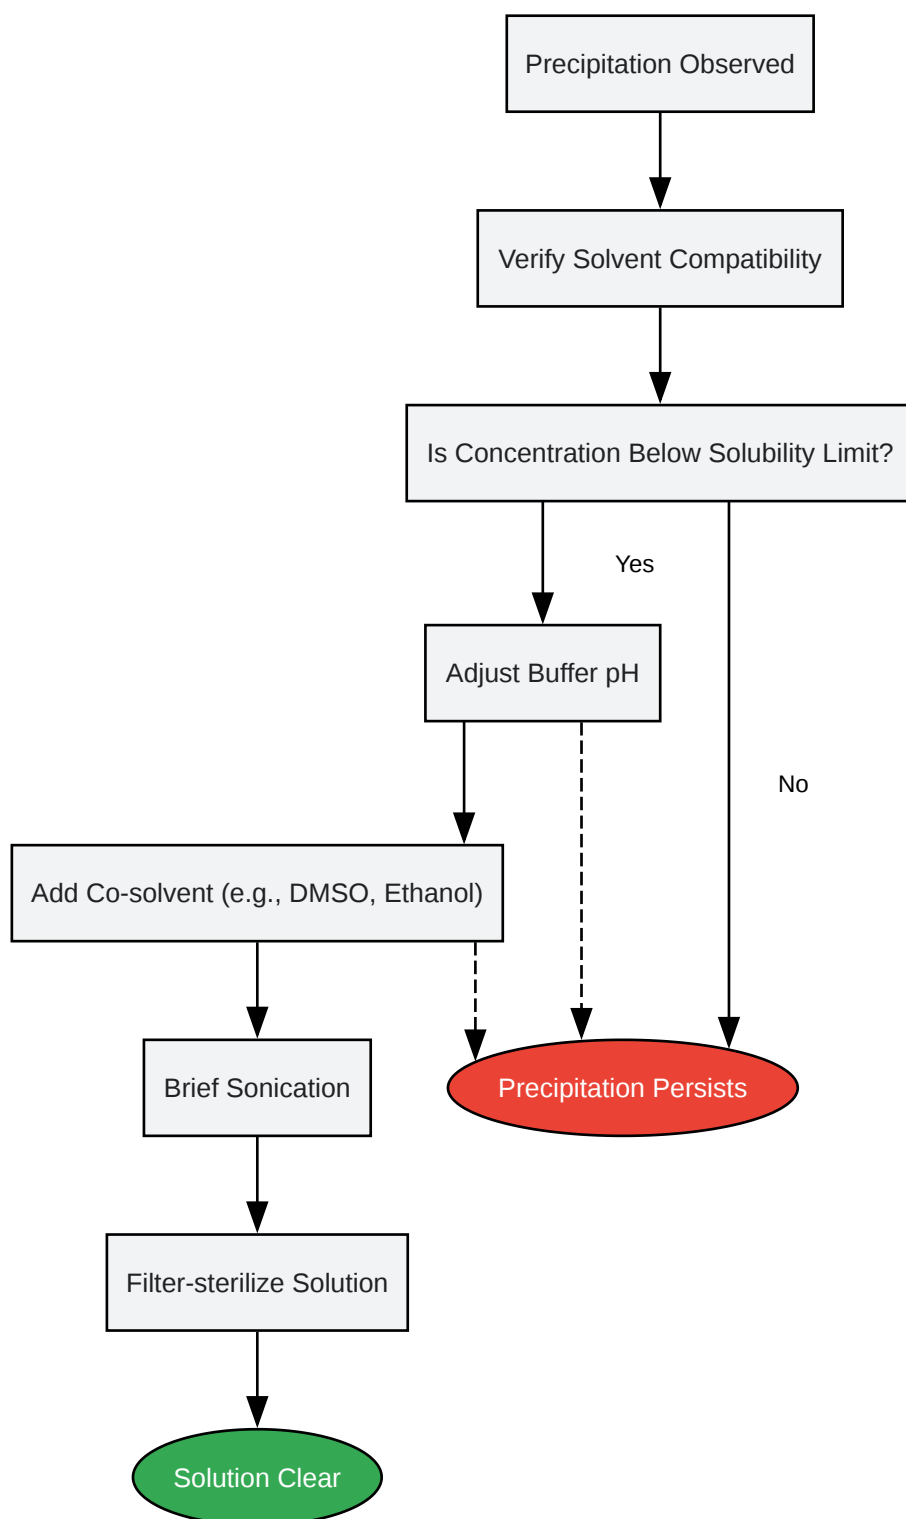 Precipitation Observed
Verify Solvent Compatibility
Is Concentration Below Solubility Limit?
Yes
Adjust Buffer pH
No
Add Co-solvent (e.g., DMSO, Ethanol)
Brief Sonication
Precipitation Persists
Filter-sterilize Solution
Solution Clear